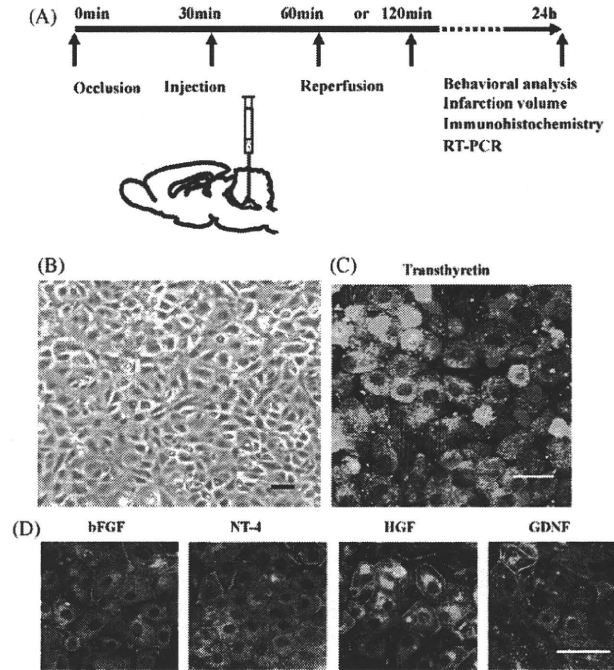 (A)
0min 30min 60min or 120min 24h
Occlusion Injection Reperfusion Behavioral analysis
Infarction volume
Immunohistochemistry
RT-PCR
(B)
(C)
Transthyretin
(D)
bFGF NT-4 HGF GDNF